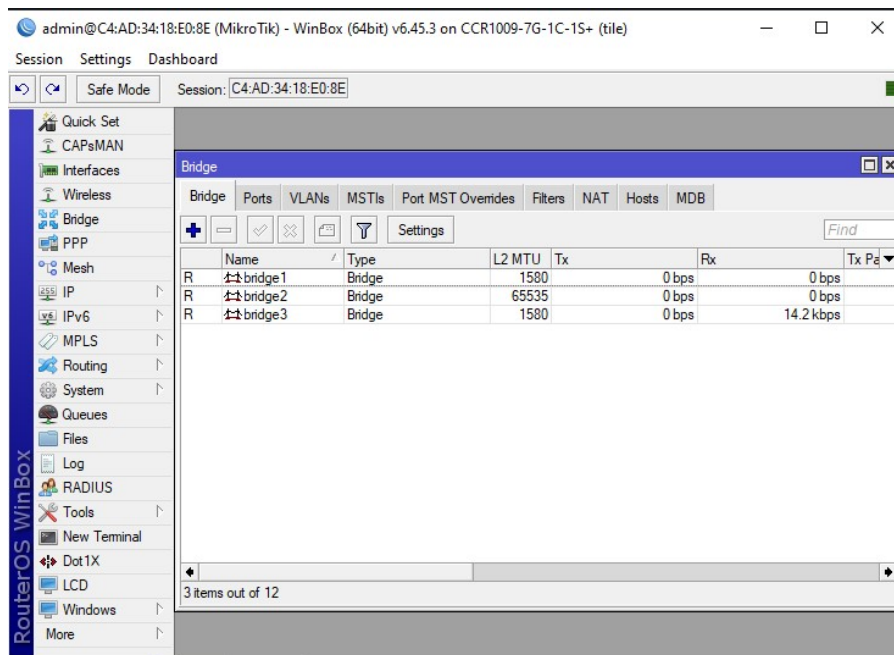 admin@C4:AD:34:18:E0:8E (MikroTik) - WinBox (64bit) v6.45.3 on CCR1009-7G-1C-1S+ (tile)
Session Settings Dashboard
Safe Mode Session: C4:AD:34:18:E0:8E
Quick Set
CAPsMAN
Interfaces
Wireless
Bridge
PPP
Mesh
IP
IPv6
MPLS
Routing
System
Queues
Files
Log
RADIUS
Tools
New Terminal
Dot1X
LCD
Windows
More
RouterOS WinBox
Bridge
Bridge Ports VLANs MSTIs Port MST Overrides Filters NAT Hosts MDB
Settings Find
Name Type L2 MTU Tx Rx Tx Pa
R bridge1 Bridge 1580 0 bps 0 bps
R bridge2 Bridge 65535 0 bps 0 bps
R bridge3 Bridge 1580 0 bps 14.2 kbps
3 items out of 12